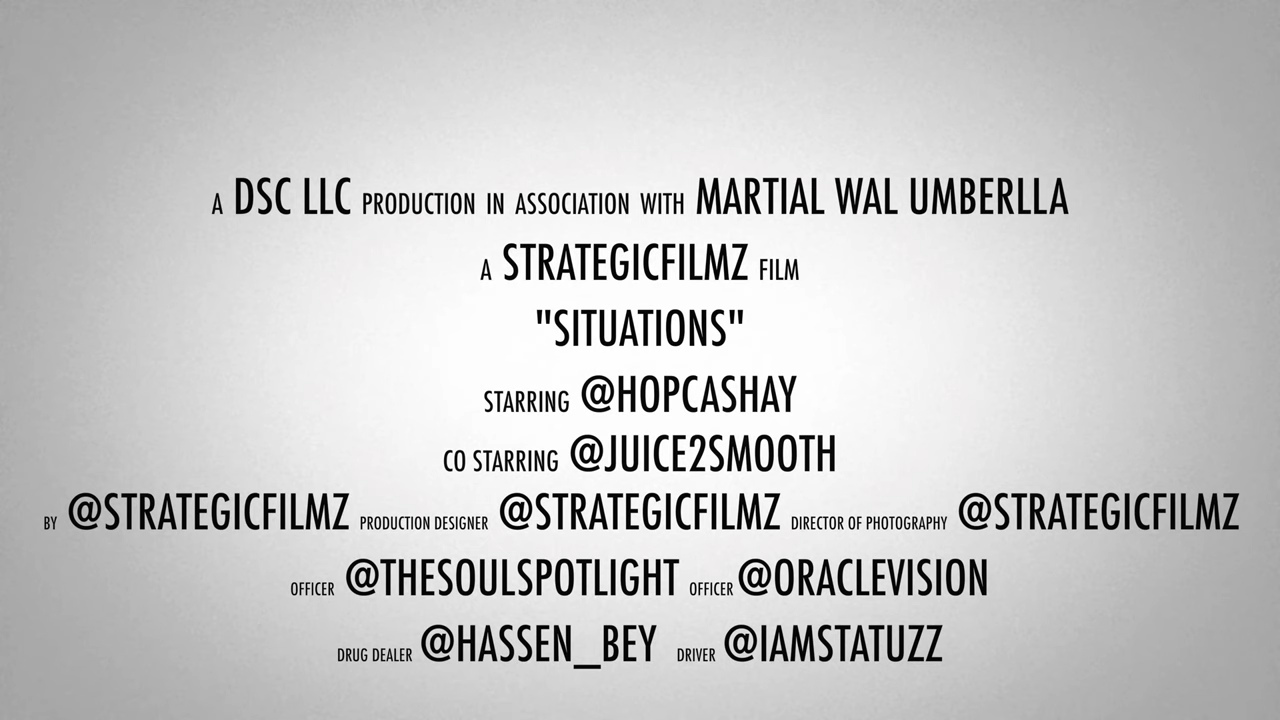 A DSC LLC PRODUCTION IN ASSOCIATION WITH MARTIAL WAL UMBERLLA
A STRATEGICFILMZ FILM
"SITUATIONS"
STARRING @HOPCASHAY
CO STARRING @JUICE2SMOOTH
BY @STRATEGICFILMZ PRODUCTION DESIGNER @STRATEGICFILMZ DIRECTOR OF PHOTOGRAPHY @STRATEGICFILMZ
OFFICER @THESOULSPOTLIGHT OFFICER @ORACLEVISION
DRUG DEALER @HASSEN_BEY DRIVER @IAMSTATUZZ